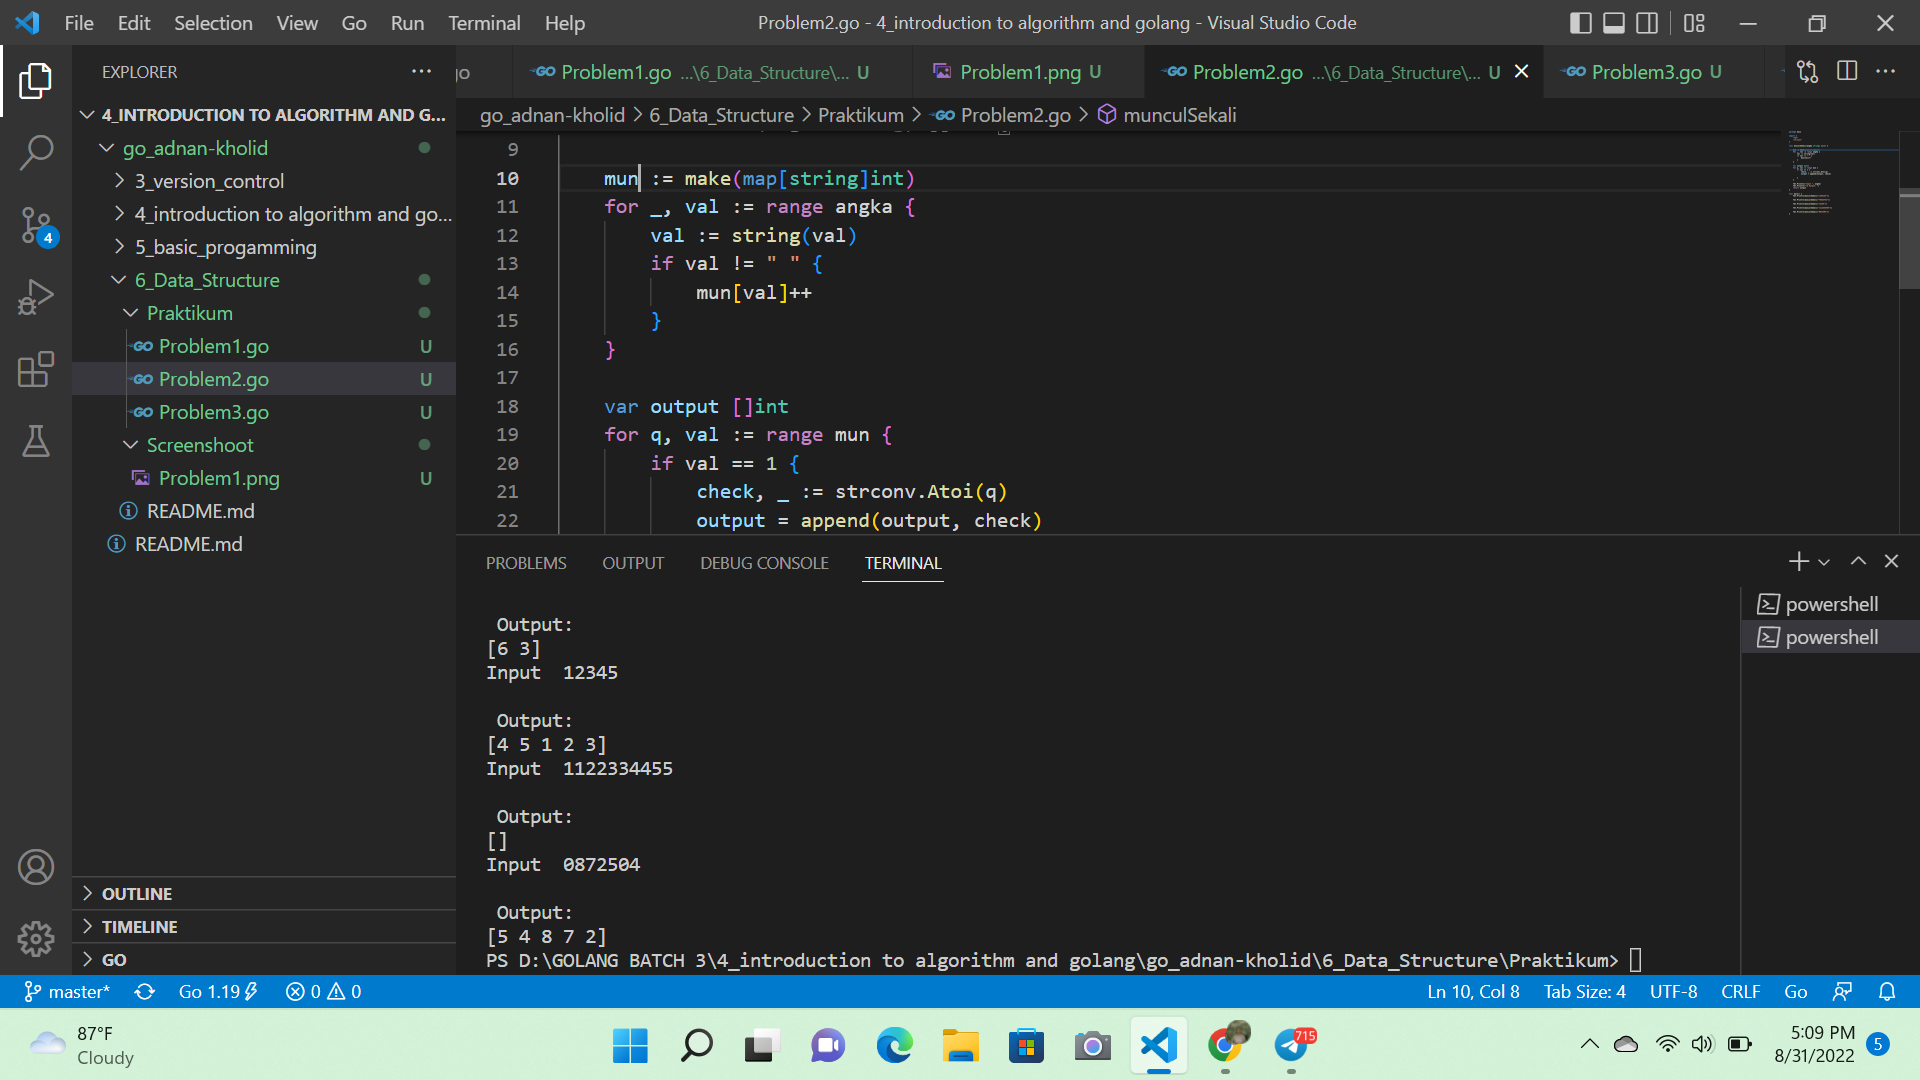 File Edit Selection View Go Run Terminal Help
Problem2.go - 4_introduction to algorithm and golang - Visual Studio Code
EXPLORER
4_INTRODUCTION TO ALGORITHM AND G...
go_adnan-kholid
3_version_control
4_introduction to algorithm and go...
5_basic_progamming
6_Data_Structure
Praktikum
GO Problem1.go U
GO Problem2.go U
GO Problem3.go U
Screenshoot
Problem1.png U
README.md
README.md
OUTLINE
TIMELINE
GO
4
go
GO Problem1.go ...\6_Data_Structure\... U
Problem1.png U
GO Problem2.go ...\6_Data_Structure\... U
GO Problem3.go U
go_adnan-kholid > 6_Data_Structure > Praktikum > GO Problem2.go > munculSekali
9
10 mun := make(map[string]int)
11 for _, val := range angka {
12 val := string(val)
13 if val != " " {
14 mun[val]++
15 }
16 }
17
18 var output []int
19 for q, val := range mun {
20 if val == 1 {
21 check, _ := strconv.Atoi(q)
22 output = append(output, check)
PROBLEMS OUTPUT DEBUG CONSOLE TERMINAL
powershell
powershell
Output:
[6 3]
Input  12345
Output:
[4 5 1 2 3]
Input  1122334455
Output:
[]
Input  0872504
Output:
[5 4 8 7 2]
PS D:\GOLANG BATCH 3\4_introduction to algorithm and golang\go_adnan-kholid\6_Data_Structure\Praktikum>
master* Go 1.19 0 0 Ln 10, Col 8 Tab Size: 4 UTF-8 CRLF Go
87°F
Cloudy
715
5:09 PM
8/31/2022
5